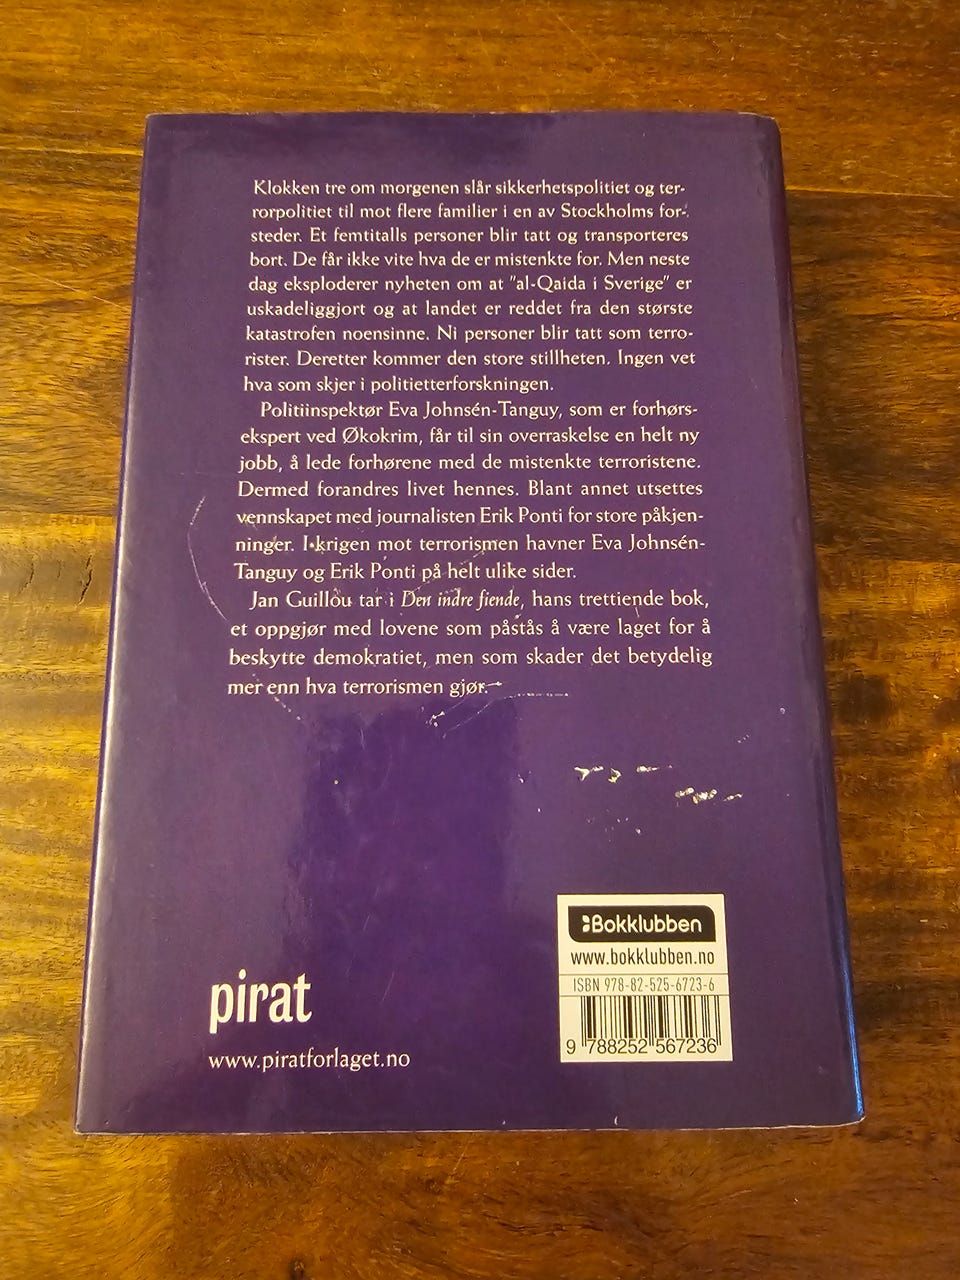 Klokken tre om morgenen slår sikkerhetspolitiet og ter-
rorpolitiet til mot flere familier i en av Stockholms for-
steder. Et femtitalls personer blir tatt og transporteres
bort. De får ikke vite hva de er mistenkte for. Men neste
dag eksploderer nyheten om at "al-Qaida i Sverige" er
uskadeliggjort og at landet er reddet fra den største
katastrofen noensinne. Ni personer blir tatt som terro-
rister. Deretter kommer den store stillheten. Ingen vet
hva som skjer i politietterforskningen.
Politiinspektør Eva Johnsén-Tanguy, som er forhørs-
ekspert ved Økokrim, får til sin overraskelse en helt ny
jobb, å lede forhørene med de mistenkte terroristene.
Dermed forandres livet hennes. Blant annet utsettes
vennskapet med journalisten Erik Ponti for store påkjen-
ninger. I krigen mot terrorismen havner Eva Johnsén-
Tanguy og Erik Ponti på helt ulike sider.
Jan Guillou tar i Den indre fiende, hans trettiende bok,
et oppgjør med lovene som påstås å være laget for å
beskytte demokratiet, men som skader det betydelig
mer enn hva terrorismen gjør.
Bokklubben
www.bokklubben.no
ISBN 978-82-525-6723-6
9 788252 567236
pirat
www.piratforlaget.no